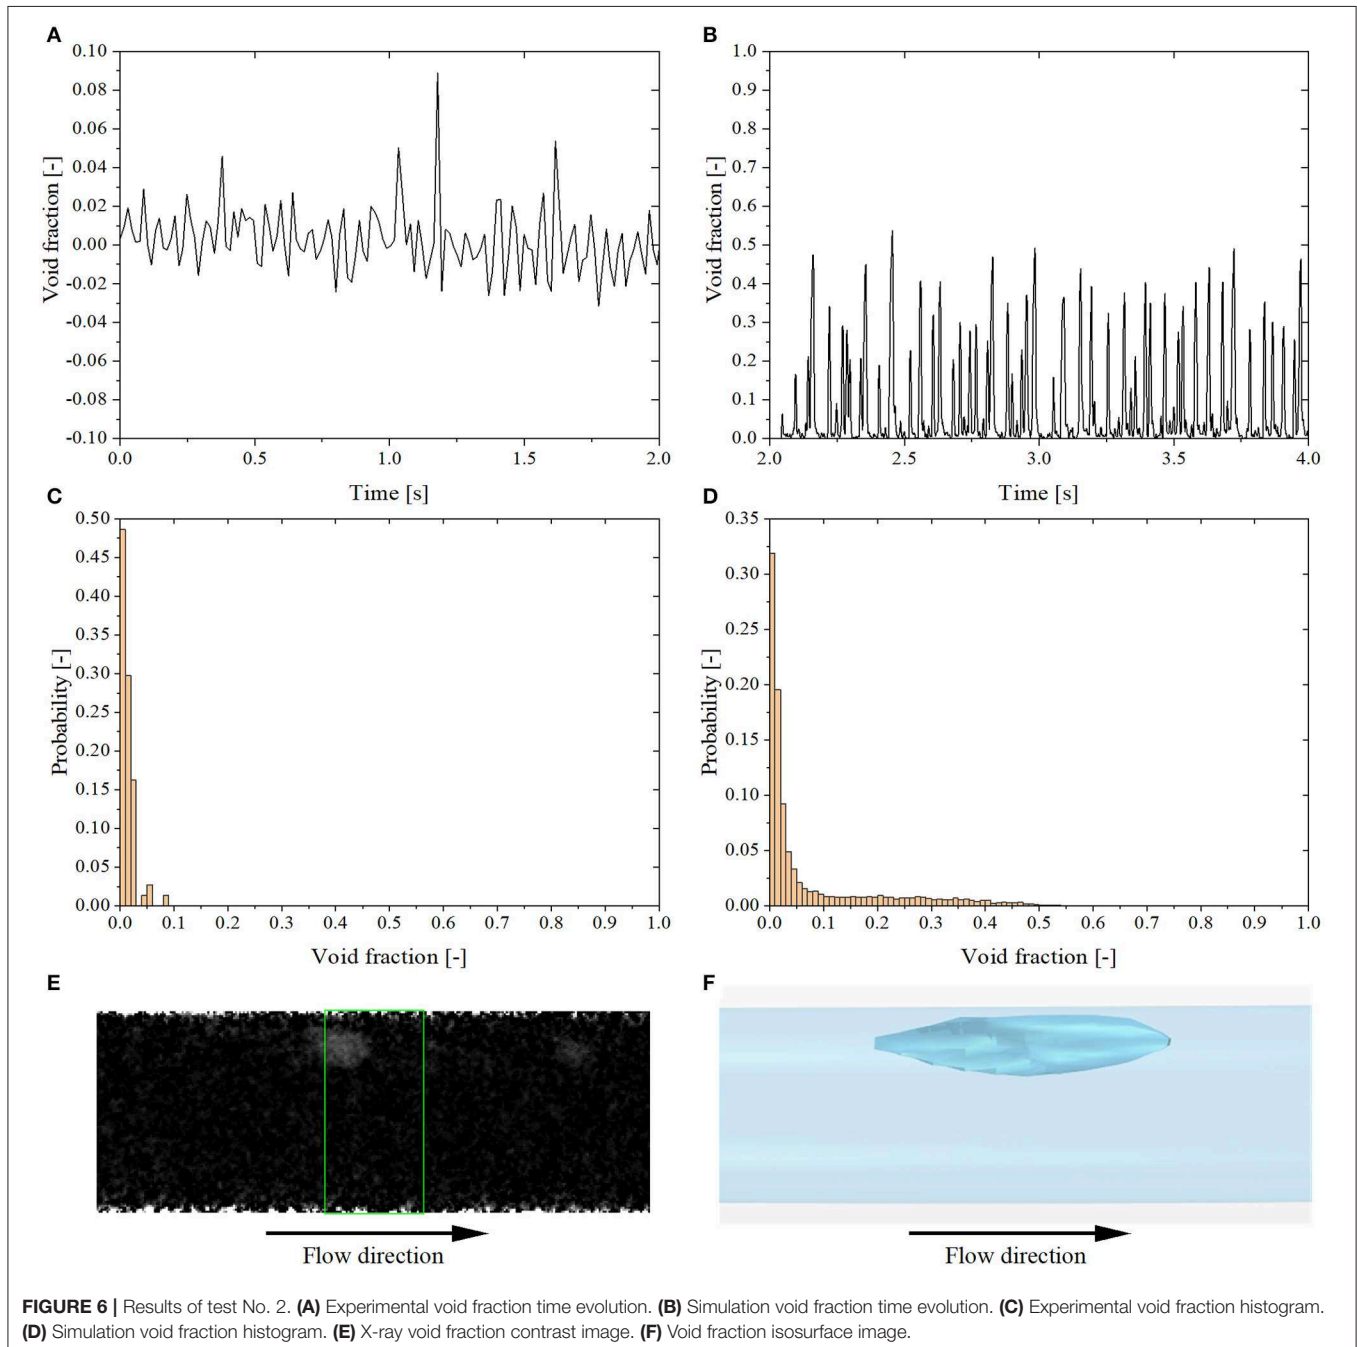 A
B
0.10
0.08
0.06
0.04
0.02
0.00
-0.02
-0.04
-0.06
-0.08
-0.10
Void fraction [-]
0.0 0.5 1.0 1.5 2.0
Time [s]
1.0
0.9
0.8
0.7
0.6
0.5
0.4
0.3
0.2
0.1
0.0
Void fraction [-]
2.0 2.5 3.0 3.5 4.0
Time [s]
C
D
0.50
0.45
0.40
0.35
0.30
0.25
0.20
0.15
0.10
0.05
0.00
Probability [-]
0.0 0.1 0.2 0.3 0.4 0.5 0.6 0.7 0.8 0.9 1.0
Void fraction [-]
0.35
0.30
0.25
0.20
0.15
0.10
0.05
0.00
Probability [-]
0.0 0.1 0.2 0.3 0.4 0.5 0.6 0.7 0.8 0.9 1.0
Void fraction [-]
E
F
Flow direction
Flow direction
FIGURE 6 | Results of test No. 2. (A) Experimental void fraction time evolution. (B) Simulation void fraction time evolution. (C) Experimental void fraction histogram.
(D) Simulation void fraction histogram. (E) X-ray void fraction contrast image. (F) Void fraction isosurface image.